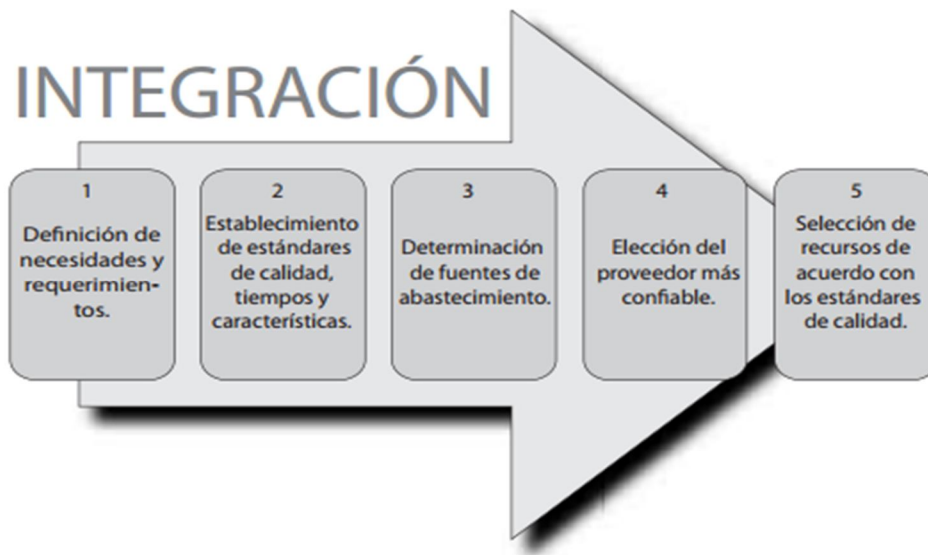 INTEGRACIÓN
1
Definición de
necesidades y
requerimien-
tos.
2
Establecimiento
de estándares
de calidad,
tiempos y
características.
3
Determinación
de fuentes de
abastecimiento.
4
Elección del
proveedor más
confiable.
5
Selección de
recursos de
acuerdo con
los estándares
de calidad.